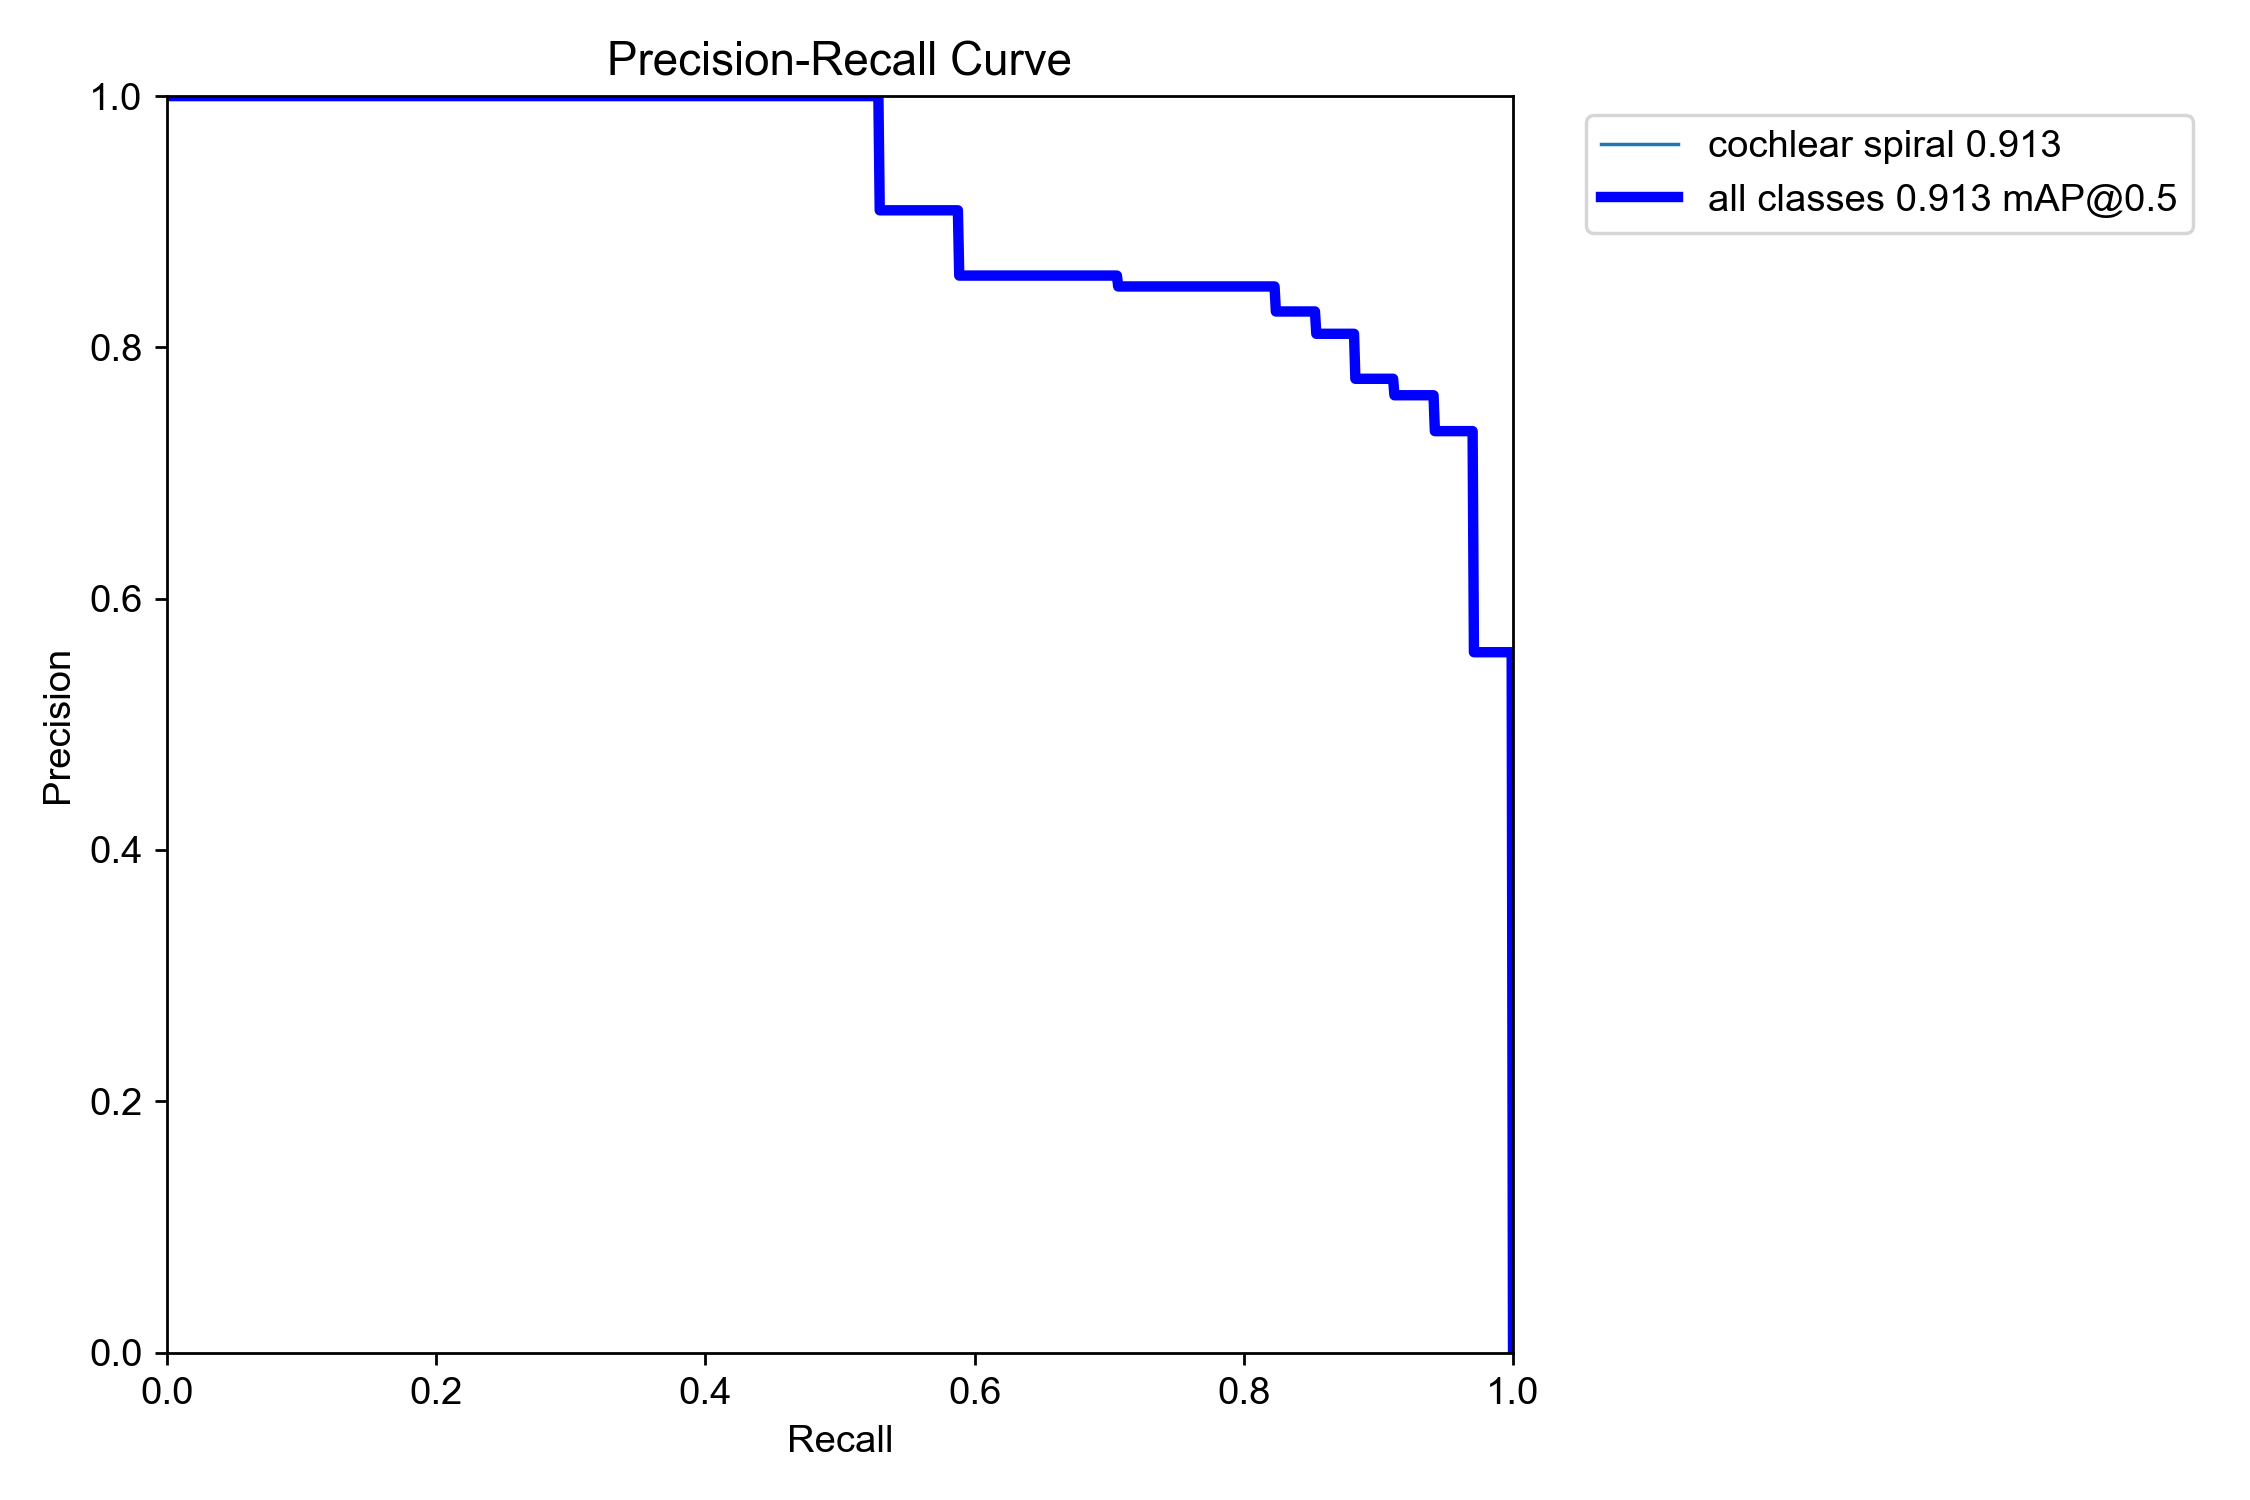 Precision-Recall Curve
1.0
0.8
0.6
0.4
0.2
0.0
Precision
0.0 0.2 0.4 0.6 0.8 1.0
Recall
cochlear spiral 0.913
all classes 0.913 mAP@0.5